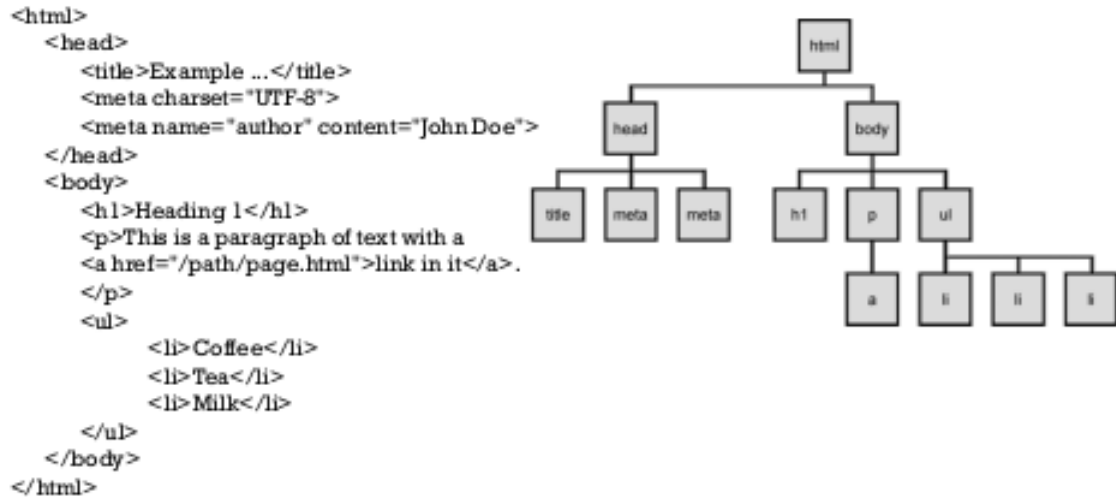 <html>
<head>
<title>Example ...</title>
<meta charset="UTF-8">
<meta name="author" content="John Doe">
</head>
<body>
<h1>Heading 1</h1>
<p>This is a paragraph of text with a
<a href="/path/page.html">link in it</a>.
</p>
<ul>
<li>Coffee</li>
<li>Tea</li>
<li>Milk</li>
</ul>
</body>
</html>
html
head body
title meta meta h1 p ul
a li li li